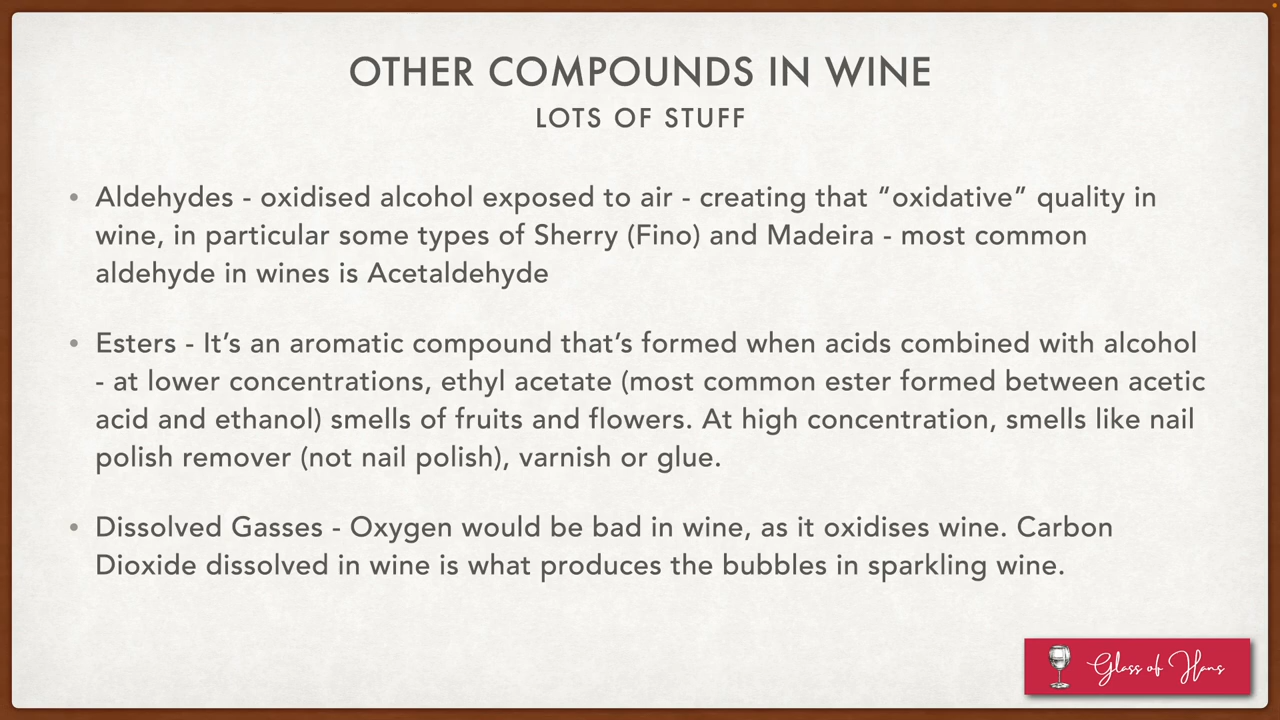 OTHER COMPOUNDS IN WINE
LOTS OF STUFF
• Aldehydes - oxidised alcohol exposed to air - creating that “oxidative” quality in
wine, in particular some types of Sherry (Fino) and Madeira - most common
aldehyde in wines is Acetaldehyde
• Esters - It’s an aromatic compound that’s formed when acids combined with alcohol
- at lower concentrations, ethyl acetate (most common ester formed between acetic
acid and ethanol) smells of fruits and flowers. At high concentration, smells like nail
polish remover (not nail polish), varnish or glue.
• Dissolved Gasses - Oxygen would be bad in wine, as it oxidises wine. Carbon
Dioxide dissolved in wine is what produces the bubbles in sparkling wine.
Glass of Hans